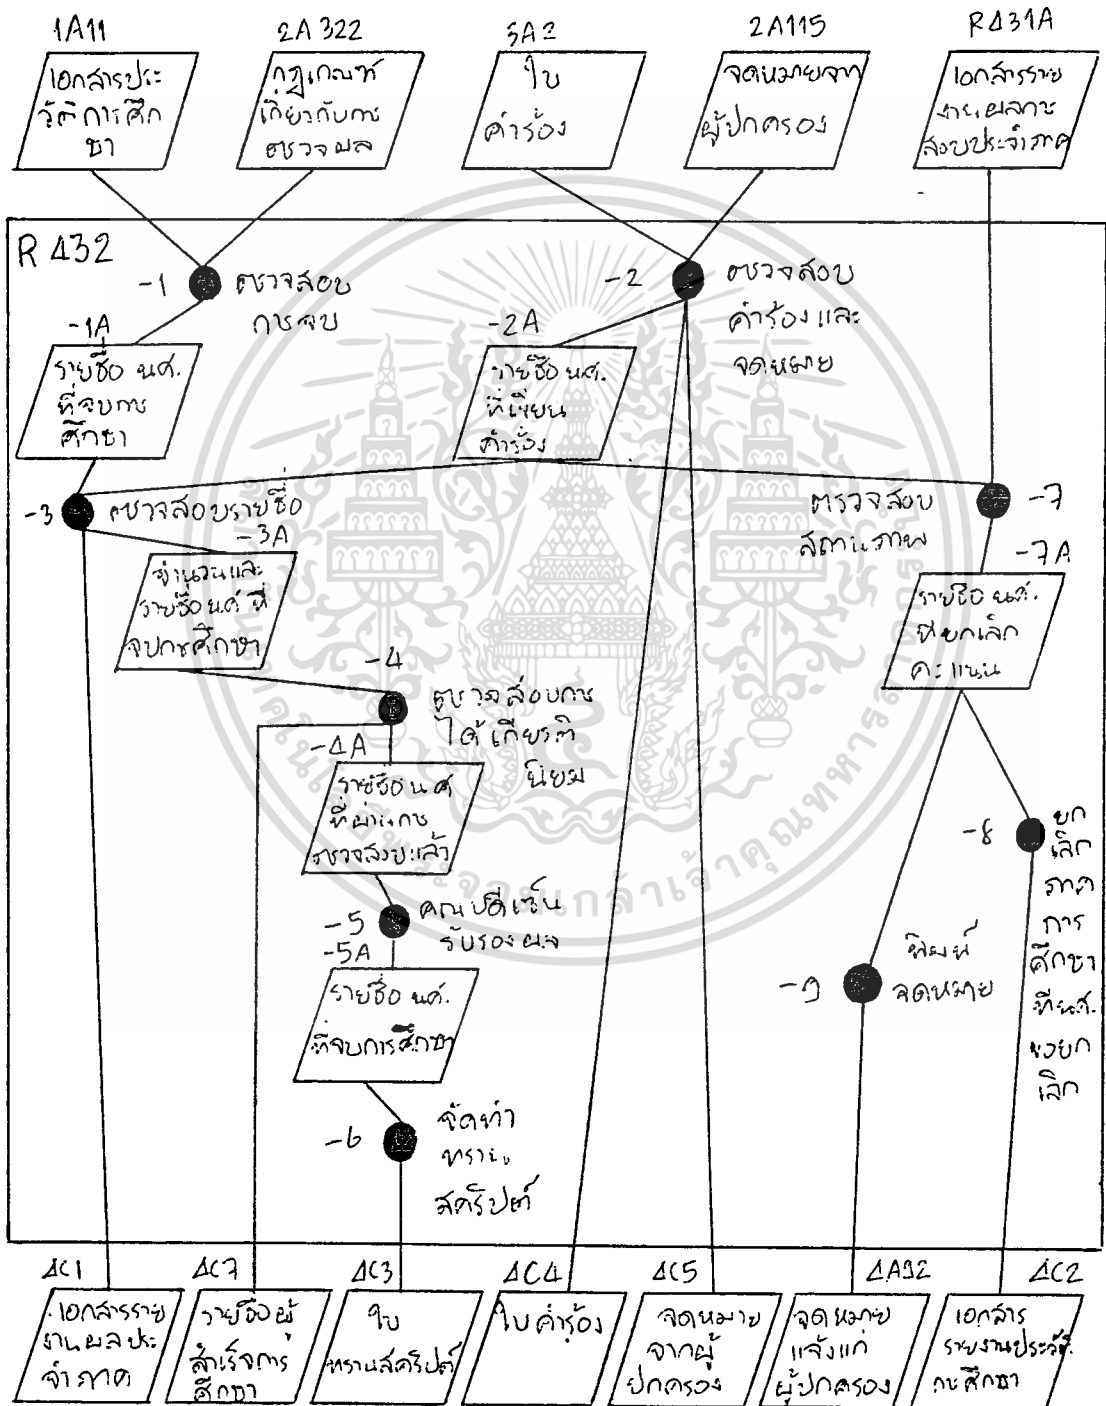 1A11
2A322
5A2
2A115
R431A
เอกสารประ
วัติการศึก
ษา
กฎเกณฑ์
เกี่ยวกับการ
ตรวจผล
ใบ
คำร้อง
จดหมายจาก
ผู้ปกครอง
เอกสารราย
งานผลการ
สอบประจำภาค
R432
-1
ตรวจสอบ
การจบ
-2
ตรวจสอบ
คำร้องและ
จดหมาย
-1A
รายชื่อ นศ.
ที่จบการ
ศึกษา
-2A
รายชื่อ นศ.
ที่เขียน
คำร้อง
-3
ตรวจสอบรายชื่อ
-7
ตรวจสอบ
สถานภาพ
-3A
จำนวนและ
รายชื่อ นศ ที่
จบการศึกษา
-7A
รายชื่อ นศ.
ที่ยกเลิก
คะแนน
-4
ตรวจสอบการ
ได้เกียรติ
นิยม
-4A
รายชื่อ นศ
ที่ผ่านการ
ตรวจสอบแล้ว
-8
ยก
เลิก
ภาค
การ
ศึกษา
ที่นศ.
ขอยก
เลิก
-5
คณบดีเซ็น
รับรองผล
-5A
รายชื่อ นศ.
ที่จบการศึกษา
-9
พิมพ์
จดหมาย
-6
จัดทำ
ทราน
สคริปต์
4C1
4C7
4C3
4C4
4C5
4A92
4C2
เอกสารราย
งานผลประ
จำภาค
รายชื่อผู้
สำเร็จการ
ศึกษา
ใบ
ทรานสคริปต์
ใบคำร้อง
จดหมาย
จากผู้
ปกครอง
จดหมาย
แจ้งแก่
ผู้ปกครอง
เอกสาร
รายงานประวัติ
การศึกษา
พระจอมเกล้าเจ้าคุณทหาร